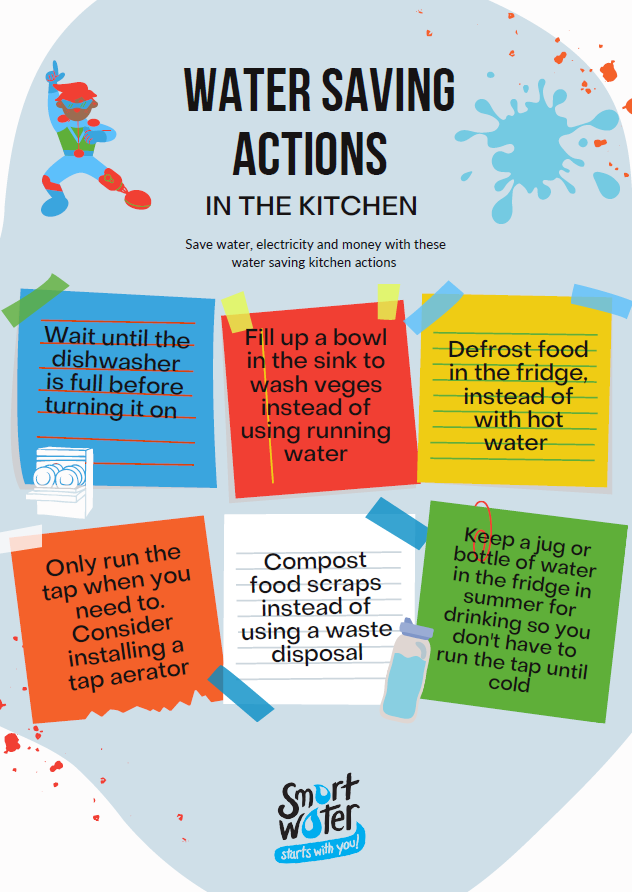 WATER SAVING
ACTIONS
IN THE KITCHEN
Save water, electricity and money with these
water saving kitchen actions
Wait until the
dishwasher
is full before
turning it on
Fill up a bowl
in the sink to
wash veges
instead of
using running
water
Defrost food
in the fridge,
instead of
with hot
water
Only run the
tap when you
need to.
Consider
installing a
tap aerator
Compost
food scraps
instead of
using a waste
disposal
Keep a jug or
bottle of water
in the fridge in
summer for
drinking so you
don't have to
run the tap until
cold
Smart
Water
starts with you!